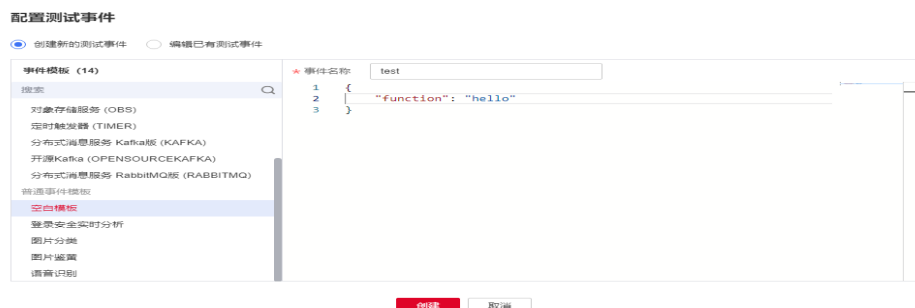 配置测试事件
创建新的测试事件 编辑已有测试事件
事件模板 (14)
搜索
对象存储服务 (OBS)
定时触发器 (TIMER)
分布式消息服务 Kafka版 (KAFKA)
开源Kafka (OPENSOURCEKAFKA)
分布式消息服务 RabbitMQ版 (RABBITMQ)
普通事件模板
空白模板
登录安全实时分析
图片分类
图片鉴黄
语音识别
* 事件名称 test
1 {
2 "function": "hello"
3 }
创建 取消